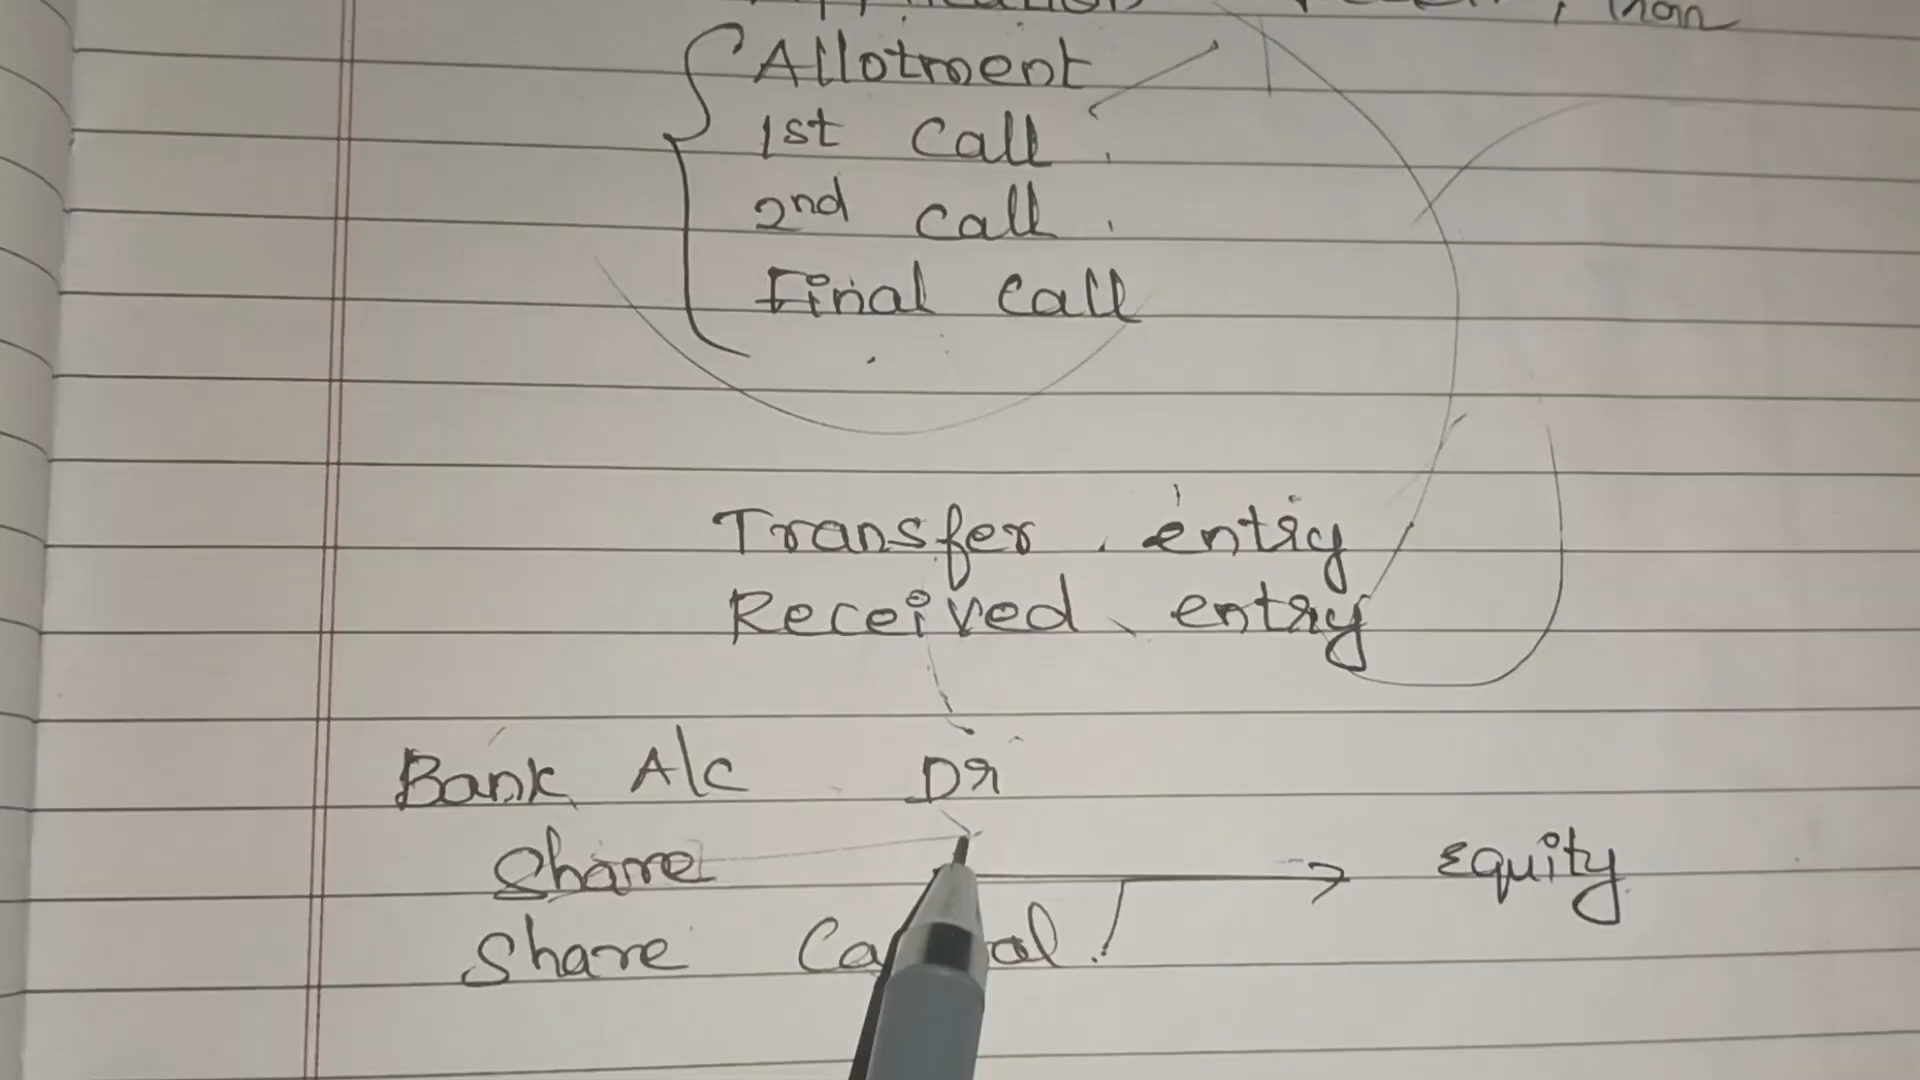 Allotment
1st Call
2nd Call
Final Call
Transfer entry
Received entry
Bank A/c Dr
Share
Equity
Share